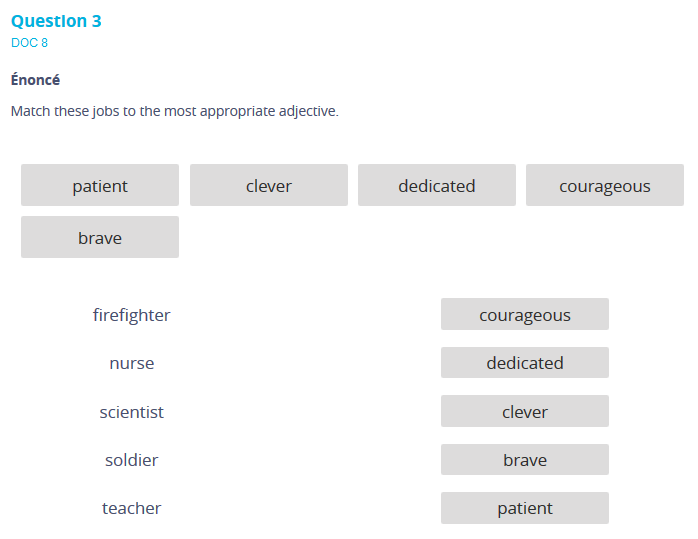 Question 3
DOC 8
Énoncé
Match these jobs to the most appropriate adjective.
patient clever dedicated courageous
brave
firefighter courageous
nurse dedicated
scientist clever
soldier brave
teacher patient